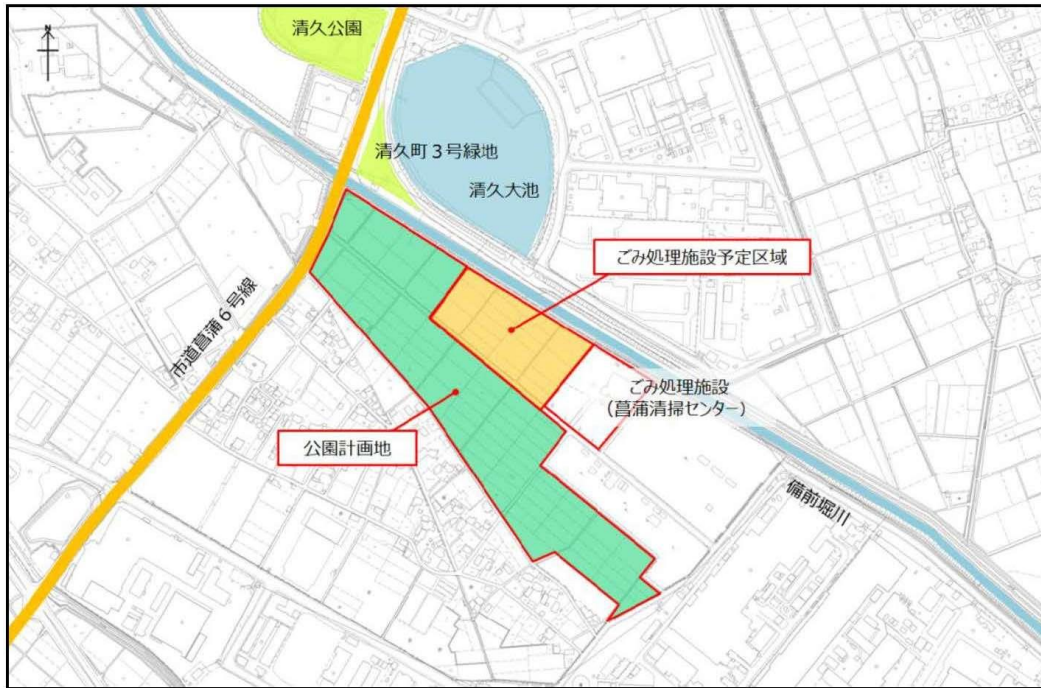 清久公園
N
清久町３号緑地
清久大池
ごみ処理施設予定区域
市道菖蒲６号線
ごみ処理施設
(菖蒲清掃センター)
公園計画地
備前堀川